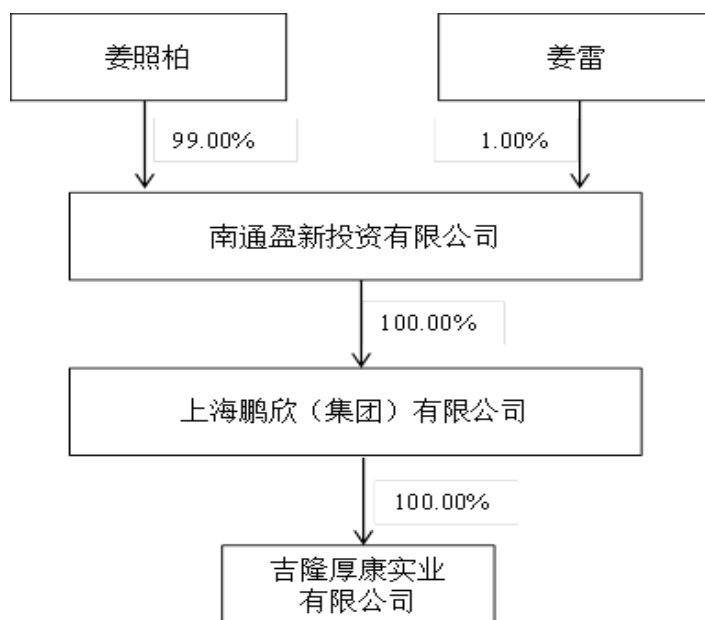 姜照柏
姜雷
99.00%
1.00%
南通盈新投资有限公司
100.00%
上海鹏欣（集团）有限公司
100.00%
吉隆厚康实业
有限公司